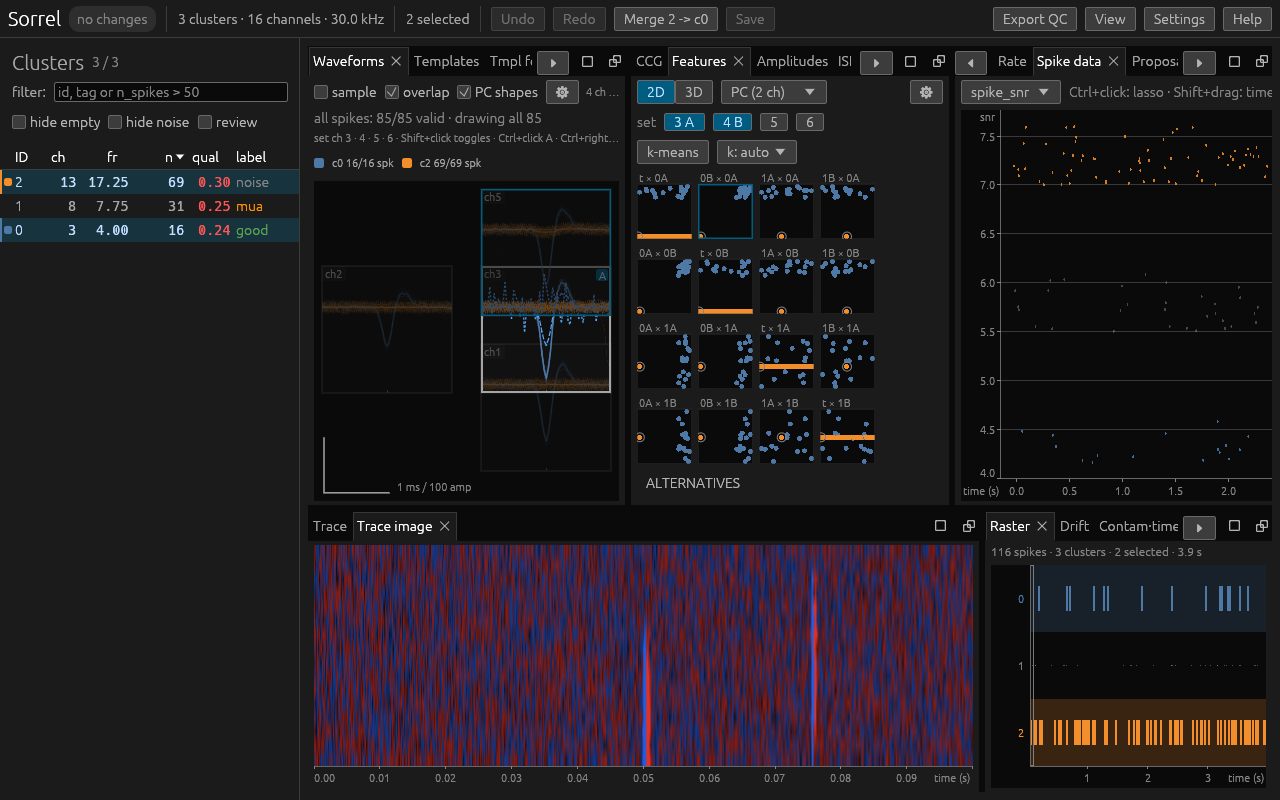 Sorrel no changes 3 clusters · 16 channels · 30.0 kHz 2 selected Undo Redo Merge 2 -> c0 Save Export QC View Settings Help
Clusters 3 / 3
filter: id, tag or n_spikes > 50
hide empty hide noise review
ID ch fr n qual label
2 13 17.25 69 0.30 noise
1 8 7.75 31 0.25 mua
0 3 4.00 16 0.24 good
Waveforms Templates Tmpl
sample overlap PC shapes 4 ch ...
all spikes: 85/85 valid · drawing all 85
set ch 3 · 4 · 5 · 6 · Shift+click toggles · Ctrl+click A · Ctrl+right...
c0 16/16 spk c2 69/69 spk
ch5
ch2 ch3 A
ch1
1 ms / 100 amp
CCG Features Amplitudes ISI
2D 3D PC (2 ch)
set 3 A 4 B 5 6
k-means k: auto
t × 0A 0B × 0A 1A × 0A 1B × 0A
0A × 0B t × 0B 1A × 0B 1B × 0B
0A × 1A 0B × 1A t × 1A 1B × 1A
0A × 1B 0B × 1B 1A × 1B t × 1B
ALTERNATIVES
Rate Spike data Propos
spike_snr Ctrl+click: lasso · Shift+drag: time
snr
7.5
7.0
6.5
6.0
5.5
5.0
4.5
4.0
time (s) 0.0 0.5 1.0 1.5 2.0
Trace Trace image
0.00 0.01 0.02 0.03 0.04 0.05 0.06 0.07 0.08 0.09 time (s)
Raster Drift Contam·time
116 spikes · 3 clusters · 2 selected · 3.9 s
0
1
2
1 2 3 time (s)